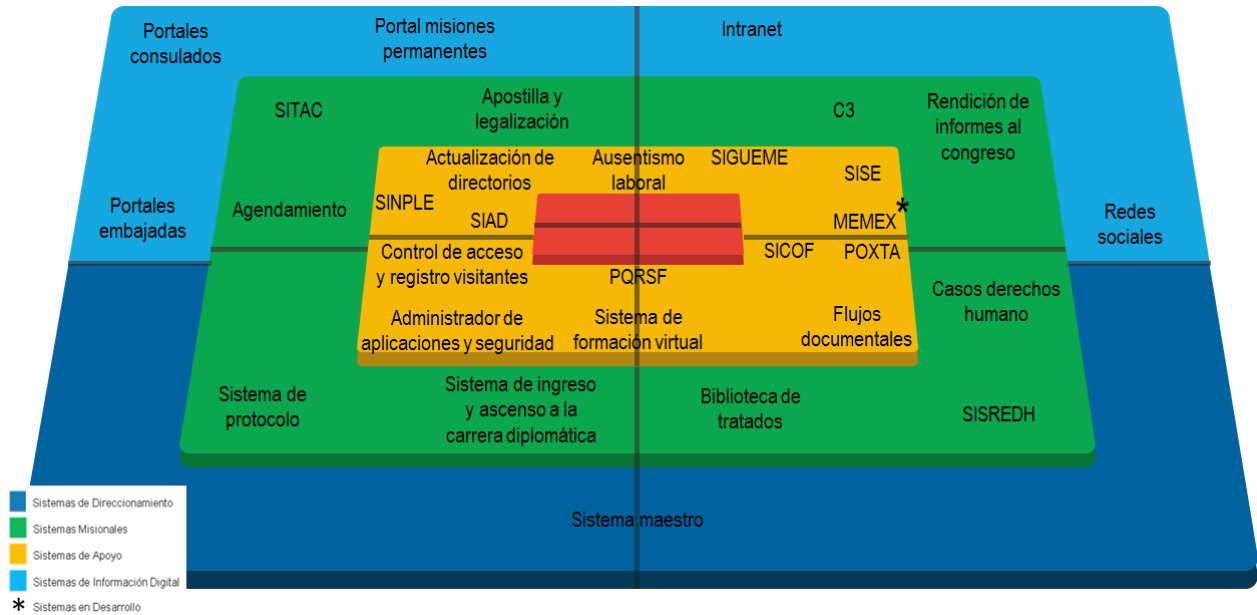 Portales
consulados
Portal misiones
permanentes
Intranet
SITAC
Apostilla y
legalización
C3
Rendición de
informes al
congreso
Actualización de
directorios
Ausentismo
laboral
SIGUEME
SISE
Portales
embajadas
Agendamiento
SINPLE
SIAD
MEMEX*
Redes
sociales
Control de acceso
y registro visitantes
PQRSF
SICOF
POXTA
Casos derechos
humano
Administrador de
aplicaciones y seguridad
Sistema de
formación virtual
Flujos
documentales
Sistema de
protocolo
Sistema de ingreso
y ascenso a la
carrera diplomática
Biblioteca de
tratados
SISREDH
Sistema maestro
Sistemas de Direccionamiento
Sistemas Misionales
Sistemas de Apoyo
Sistemas de Información Digital
* Sistemas en Desarrollo